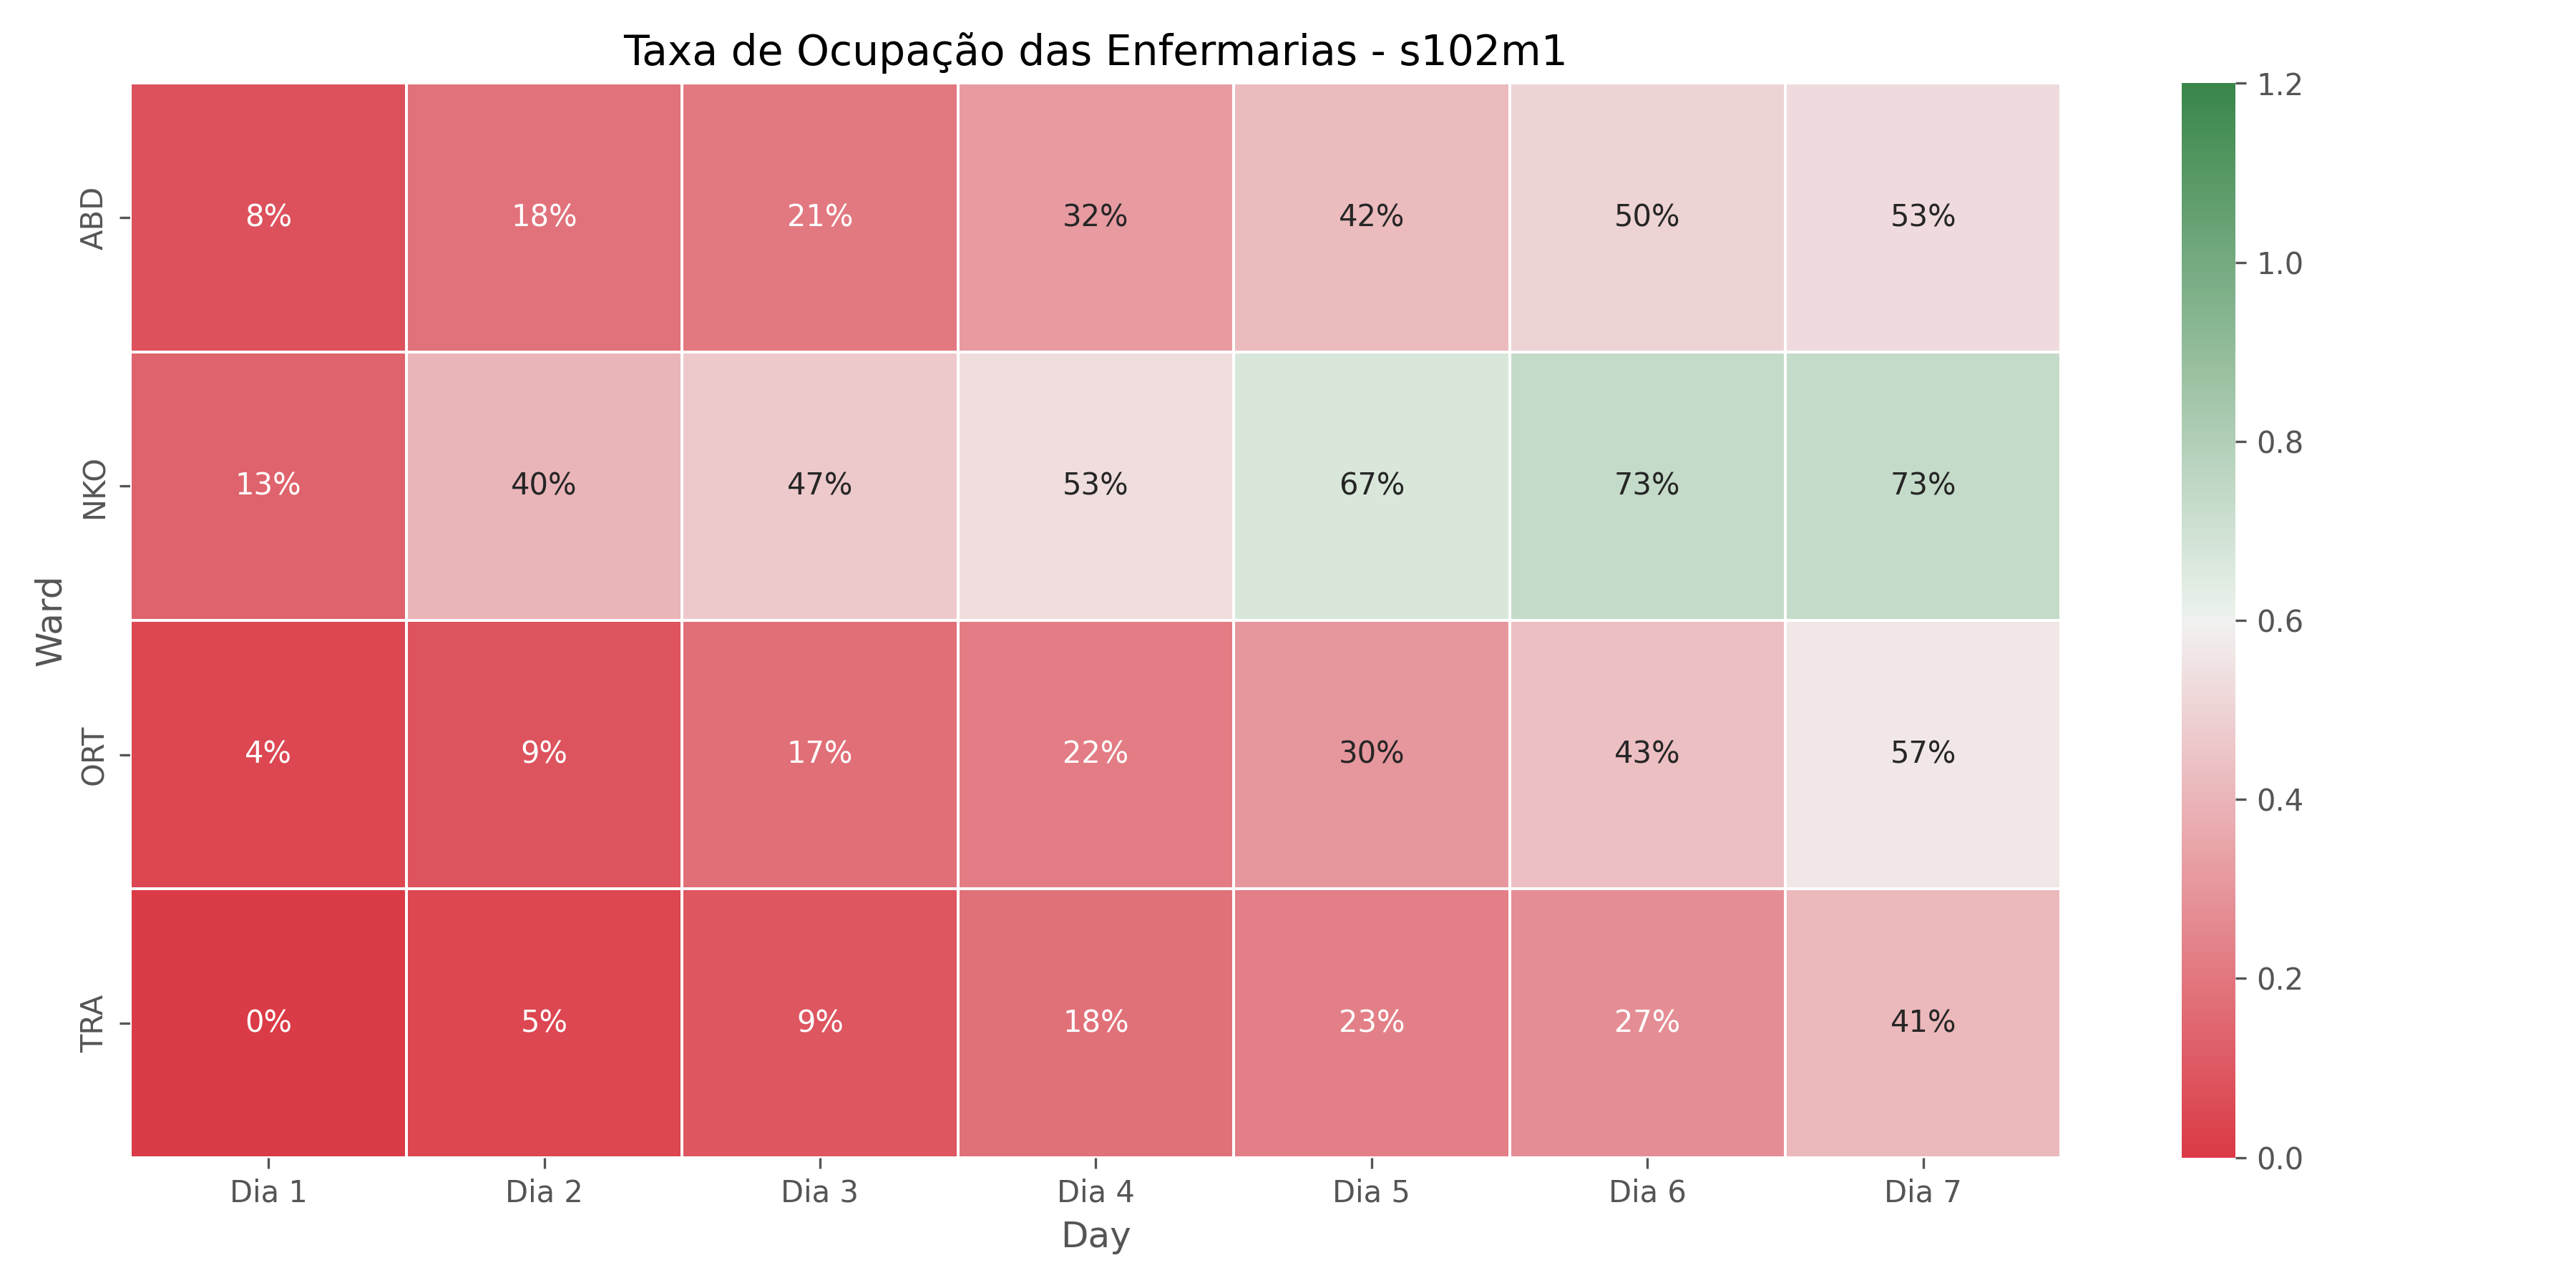 Taxa de Ocupação das Enfermarias - s102m1
Ward
ABD 8% 18% 21% 32% 42% 50% 53%
NKO 13% 40% 47% 53% 67% 73% 73%
ORT 4% 9% 17% 22% 30% 43% 57%
TRA 0% 5% 9% 18% 23% 27% 41%
Dia 1 Dia 2 Dia 3 Dia 4 Dia 5 Dia 6 Dia 7
Day
1.2
1.0
0.8
0.6
0.4
0.2
0.0